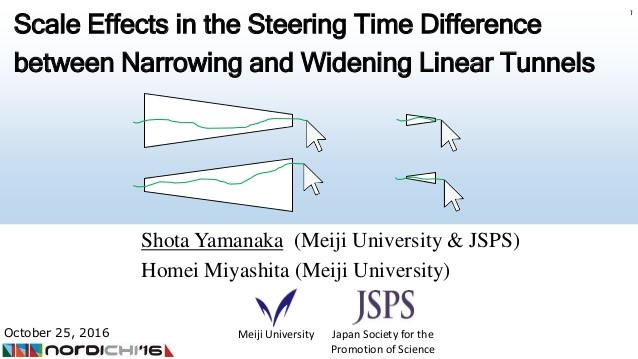 1
Scale Effects in the Steering Time Difference
between Narrowing and Widening Linear Tunnels
Shota Yamanaka (Meiji University & JSPS)
Homei Miyashita (Meiji University)
JSPS
October 25, 2016
Meiji University
Japan Society for the
Promotion of Science
NORDICHI'16